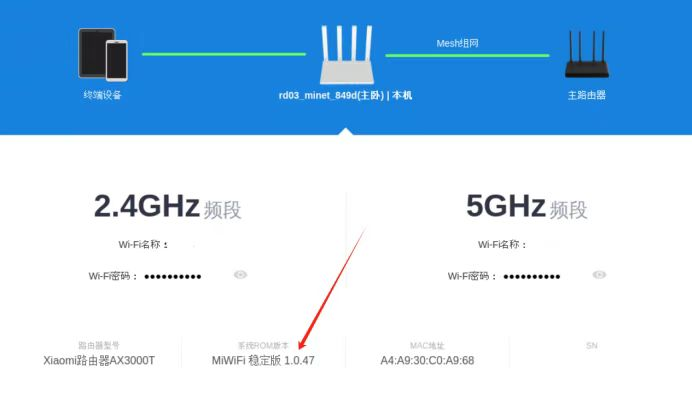 Mesh组网
终端设备
rd03_minet_849d(主卧) | 本机
主路由器
2.4GHz 频段
5GHz 频段
Wi-Fi名称：
Wi-Fi名称：
Wi-Fi密码： ●●●●●●●●●●
Wi-Fi密码： ●●●●●●●●●●
路由器型号
系统ROM版本
MAC地址
SN
Xiaomi路由器AX3000T
MiWiFi 稳定版 1.0.47
A4:A9:30:C0:A9:68